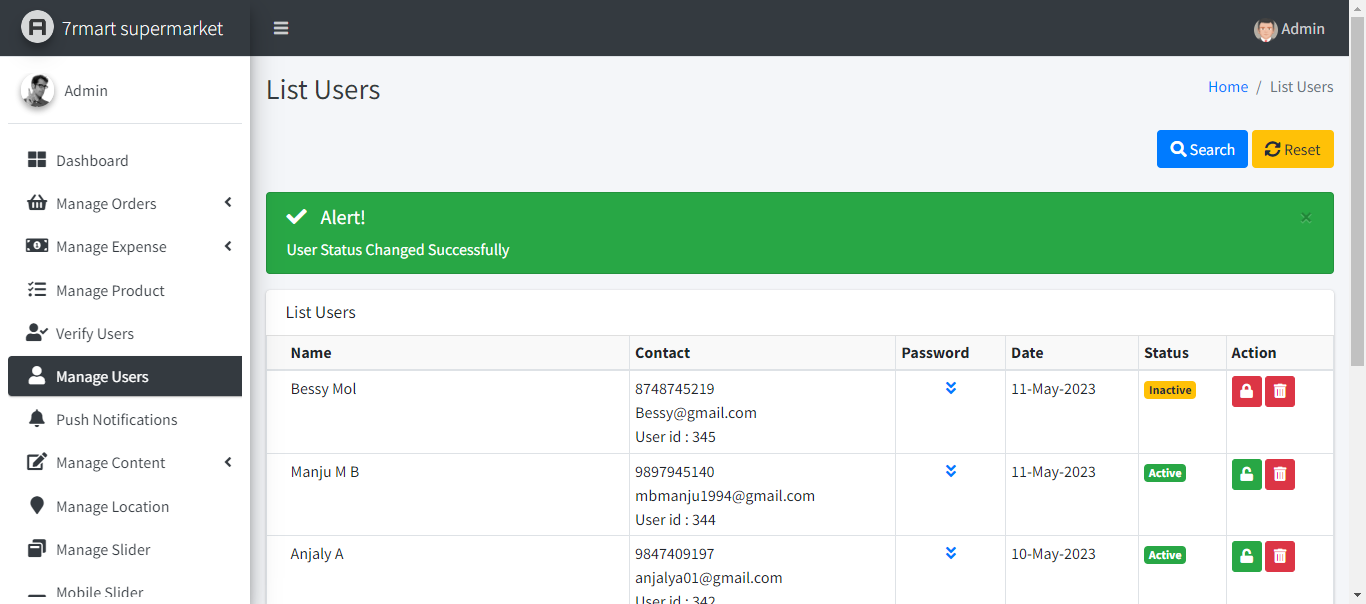 7rmart supermarket
Admin
Admin
Dashboard
Manage Orders
Manage Expense
Manage Product
Verify Users
Manage Users
Push Notifications
Manage Content
Manage Location
Manage Slider
Mobile Slider
List Users
Home / List Users
Search
Reset
Alert!
×
User Status Changed Successfully
List Users
Name Contact Password Date Status Action
Bessy Mol 8748745219 11-May-2023 Inactive
Bessy@gmail.com
User id : 345
Manju M B 9897945140 11-May-2023 Active
mbmanju1994@gmail.com
User id : 344
Anjaly A 9847409197 10-May-2023 Active
anjalya01@gmail.com
User id : 342